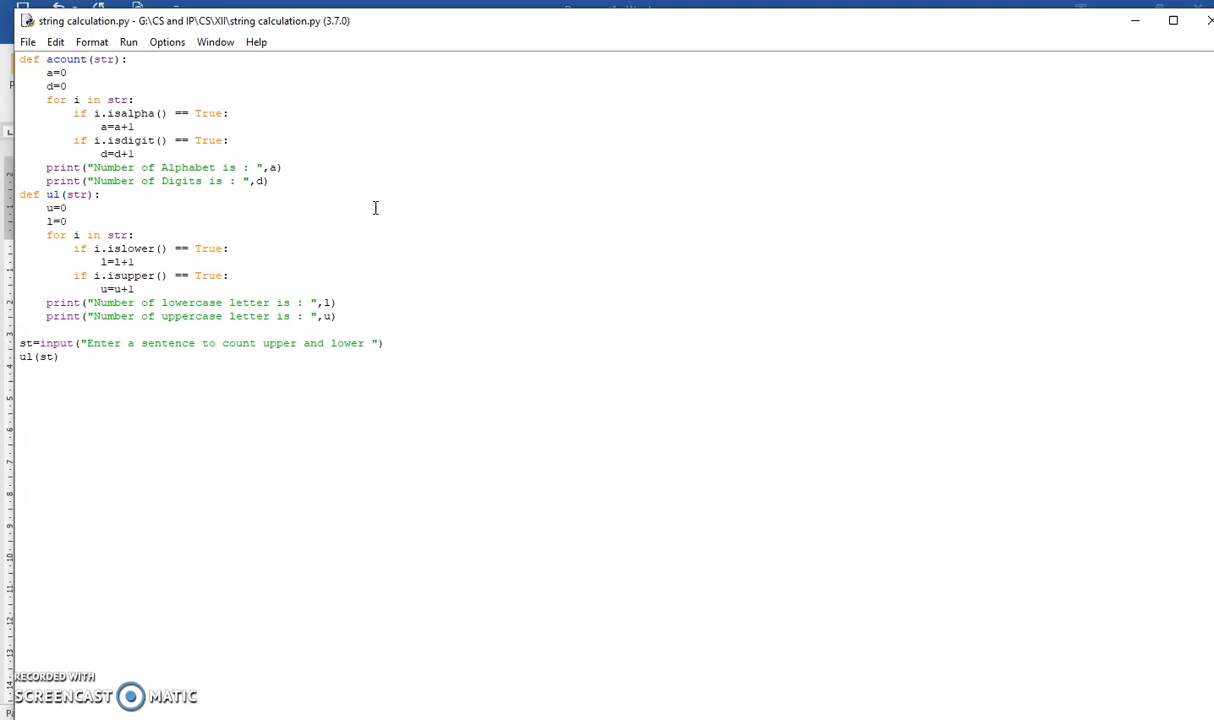 string calculation.py - G:\CS and IP\CS\XII\string calculation.py (3.7.0)
File Edit Format Run Options Window Help
def acount(str):
    a=0
    d=0
    for i in str:
        if i.isalpha() == True:
            a=a+1
        if i.isdigit() == True:
            d=d+1
    print("Number of Alphabet is : ",a)
    print("Number of Digits is : ",d)
def ul(str):
    u=0
    l=0
    for i in str:
        if i.islower() == True:
            l=l+1
        if i.isupper() == True:
            u=u+1
    print("Number of lowercase letter is : ",l)
    print("Number of uppercase letter is : ",u)
st=input("Enter a sentence to count upper and lower ")
ul(st)
RECORDED WITH
SCREENCAST MATIC